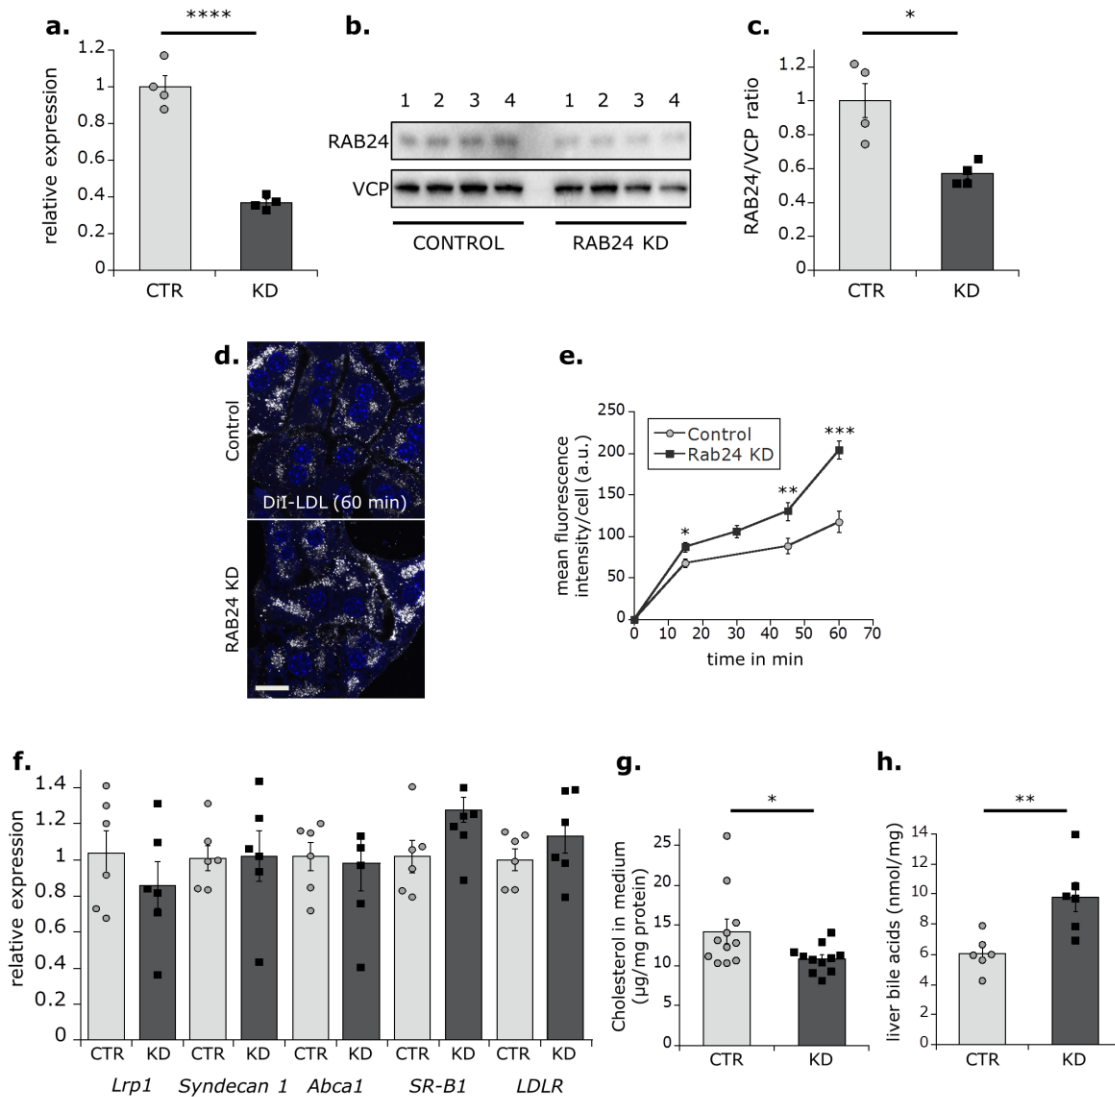 a.
****
relative expression
1.2
1
0.8
0.6
0.4
0.2
0
CTR KD
b.
1 2 3 4 1 2 3 4
RAB24
VCP
CONTROL RAB24 KD
c.
*
RAB24/VCP ratio
1.2
1
0.8
0.6
0.4
0.2
0
CTR KD
d.
Control
DiI-LDL (60 min)
RAB24 KD
e.
mean fluorescence
intensity/cell (a.u.)
250
200
150
100
50
0
Control
Rab24 KD
*
**
***
0 10 20 30 40 50 60 70
time in min
f.
relative expression
1.4
1.2
1
0.8
0.6
0.4
0.2
0
CTR KD CTR KD CTR KD CTR KD CTR KD
Lrp1 Syndecan 1 Abca1 SR-B1 LDLR
g.
*
Cholesterol in medium
(µg/mg protein)
25
20
15
10
5
0
CTR KD
h.
**
liver bile acids (nmol/mg)
14
12
10
8
6
4
2
0
CTR KD